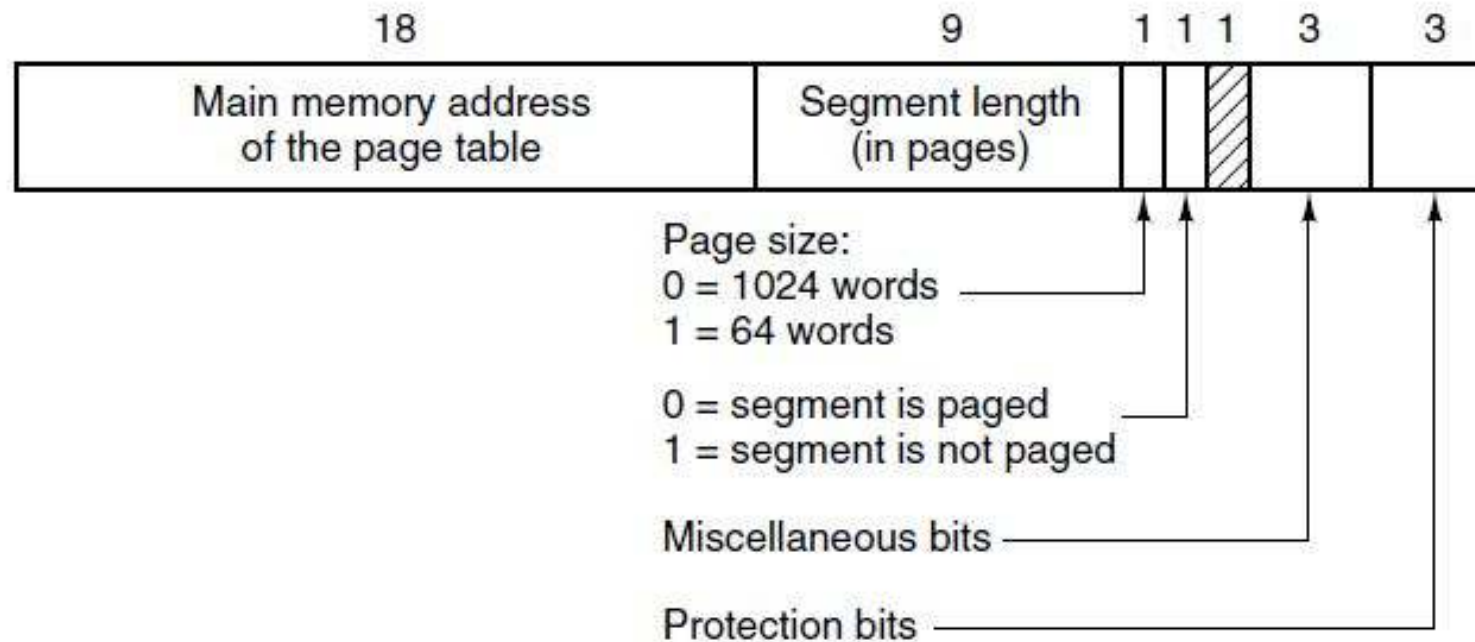 18 9 1 1 1 3 3
Main memory address
of the page table
Segment length
(in pages)
Page size:
0 = 1024 words
1 = 64 words
0 = segment is paged
1 = segment is not paged
Miscellaneous bits
Protection bits